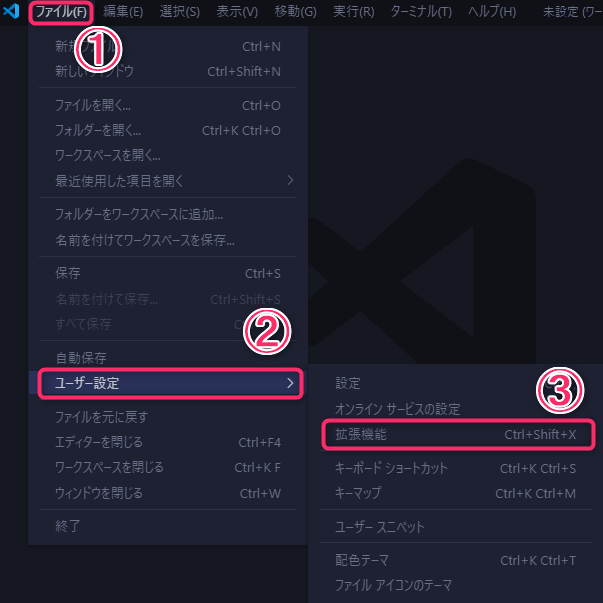 ファイル(F) 編集(E) 選択(S) 表示(V) 移動(G) 実行(R) ターミナル(T) ヘルプ(H) 未設定 (ワー
①
Ctrl+N
新しいウィンドウ Ctrl+Shift+N
ファイルを開く... Ctrl+O
フォルダーを開く... Ctrl+K Ctrl+O
ワークスペースを開く...
最近使用した項目を開く
フォルダーをワークスペースに追加...
名前を付けてワークスペースを保存...
保存 Ctrl+S
名前を付けて保存... Ctrl+Shift+S
すべて保存
②
自動保存
ユーザー設定
ファイルを元に戻す
エディターを閉じる Ctrl+F4
ワークスペースを閉じる Ctrl+K F
ウィンドウを閉じる Ctrl+W
終了
設定
③
オンライン サービスの設定
拡張機能 Ctrl+Shift+X
キーボード ショートカット Ctrl+K Ctrl+S
キーマップ Ctrl+K Ctrl+M
ユーザー スニペット
配色テーマ Ctrl+K Ctrl+T
ファイル アイコンのテーマ